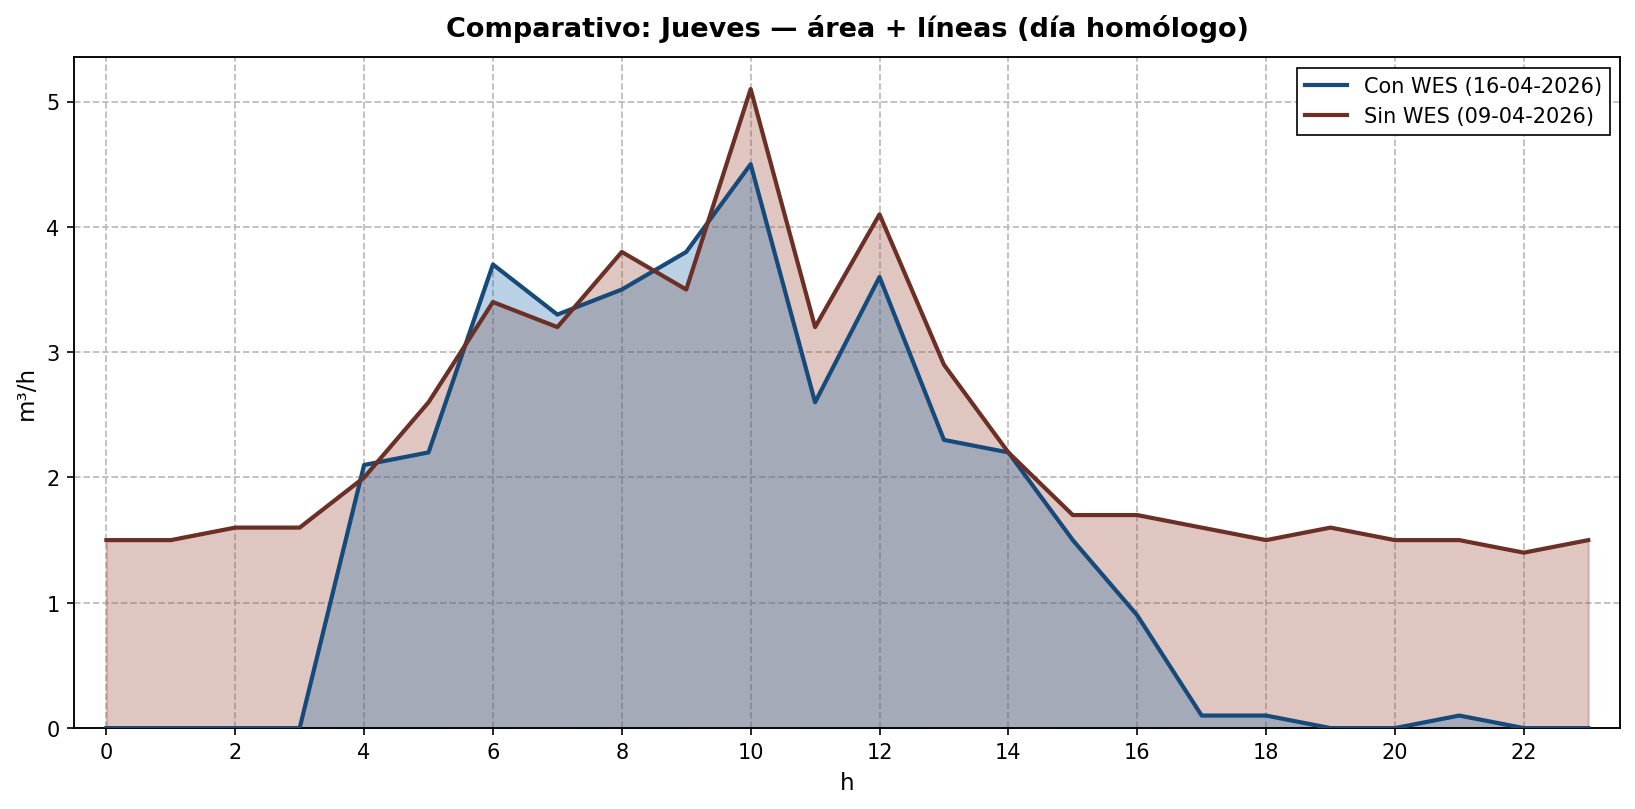 Comparativo: Jueves — área + líneas (día homólogo)
Con WES (16-04-2026)
Sin WES (09-04-2026)
m³/h
5
4
3
2
1
0
0 2 4 6 8 10 12 14 16 18 20 22
h